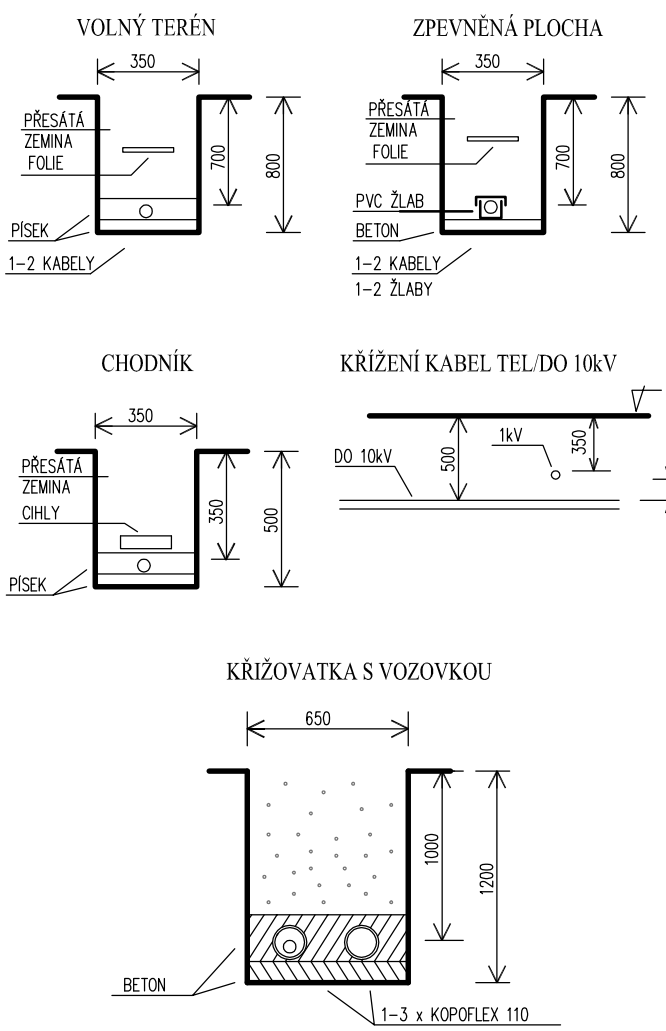 VOLNÝ TERÉN
350
PŘESÁTÁ
ZEMINA
FOLIE
700
800
PÍSEK
1-2 KABELY
ZPEVNĚNÁ PLOCHA
350
PŘESÁTÁ
ZEMINA
FOLIE
700
800
PVC ŽLAB
BETON
1-2 KABELY
1-2 ŽLABY
CHODNÍK
350
PŘESÁTÁ
ZEMINA
CIHLY
350
500
PÍSEK
KŘÍŽENÍ KABEL TEL/DO 10kV
DO 10kV
500
1kV
350
KŘIŽOVATKA S VOZOVKOU
650
1000
1200
BETON
1-3 x KOPOFLEX 110